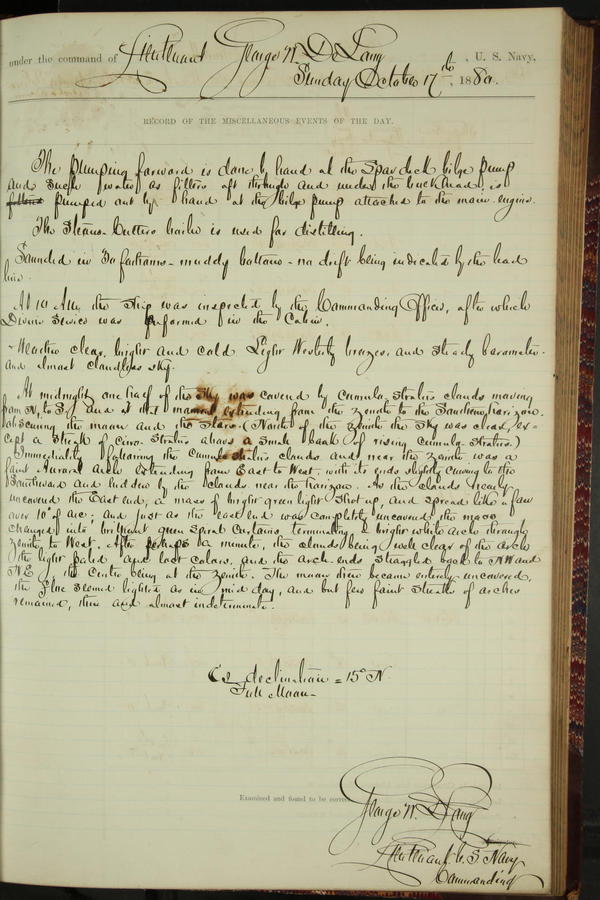 under the command of Lieutenant George W. De Long, U. S. Navy,
Sunday October 17th, 1880.
RECORD OF THE MISCELLANEOUS EVENTS OF THE DAY.
The pumping forward is done by hand at the Spar deck bilge pump
and such water as filters aft through and under the bulkhead, is
pumped out by hand at the bilge pump attached to the main engine.
The Steam-Cutters boiler is used for distilling.
Sounded in fathoms - muddy bottom - no drift being indicated by the lead
line.
At 10 AM, the Ship was inspected by the Commanding Officer, after which
Divine Service was performed in the Cabin.
Weather clear, bright and cold Light Westerly breezes, and steady barometer.
and almost cloudless sky.
At midnight one half of the Sky was covered by Cumulo-Stratus clouds moving
from N, to S, and at that moment extending from the zenith to the Southern horizon.
obscuring the moon and the Stars. (North of the Zenith the Sky was clear, ex-
cept a Streak of Cirro-Stratus above a Small bank of rising Cumulo-Stratus.)
Immediately following the Cumulo-Stratus clouds and near the zenith was a
faint Auroral Arch extending from East to West, with its ends slightly curving to the
Southward and hidden by the clouds near the horizon. As the clouds nearly
uncovered the East end, a mass of bright green light Shot up, and spread like a fan
over 10° of arc; and just as the East end was completely uncovered the mass
changed into brilliant green Spiral Curtains, terminating a bright white arch through
zenith to West. After perhaps a minute, the clouds being well clear of the Arch
the light paled and lost colors, and the arch ends straggled back to NW and
NE, the centre being at the Zenith. The moon then became entirely uncovered,
the floe seemed lighted as in mid day, and but few faint streaks of arches
remained, thin and almost indeterminate.
declination = 15° N
Full Moon-
Examined and found to be correct.
George W. De Long
Lieutenant U. S Navy
Commanding